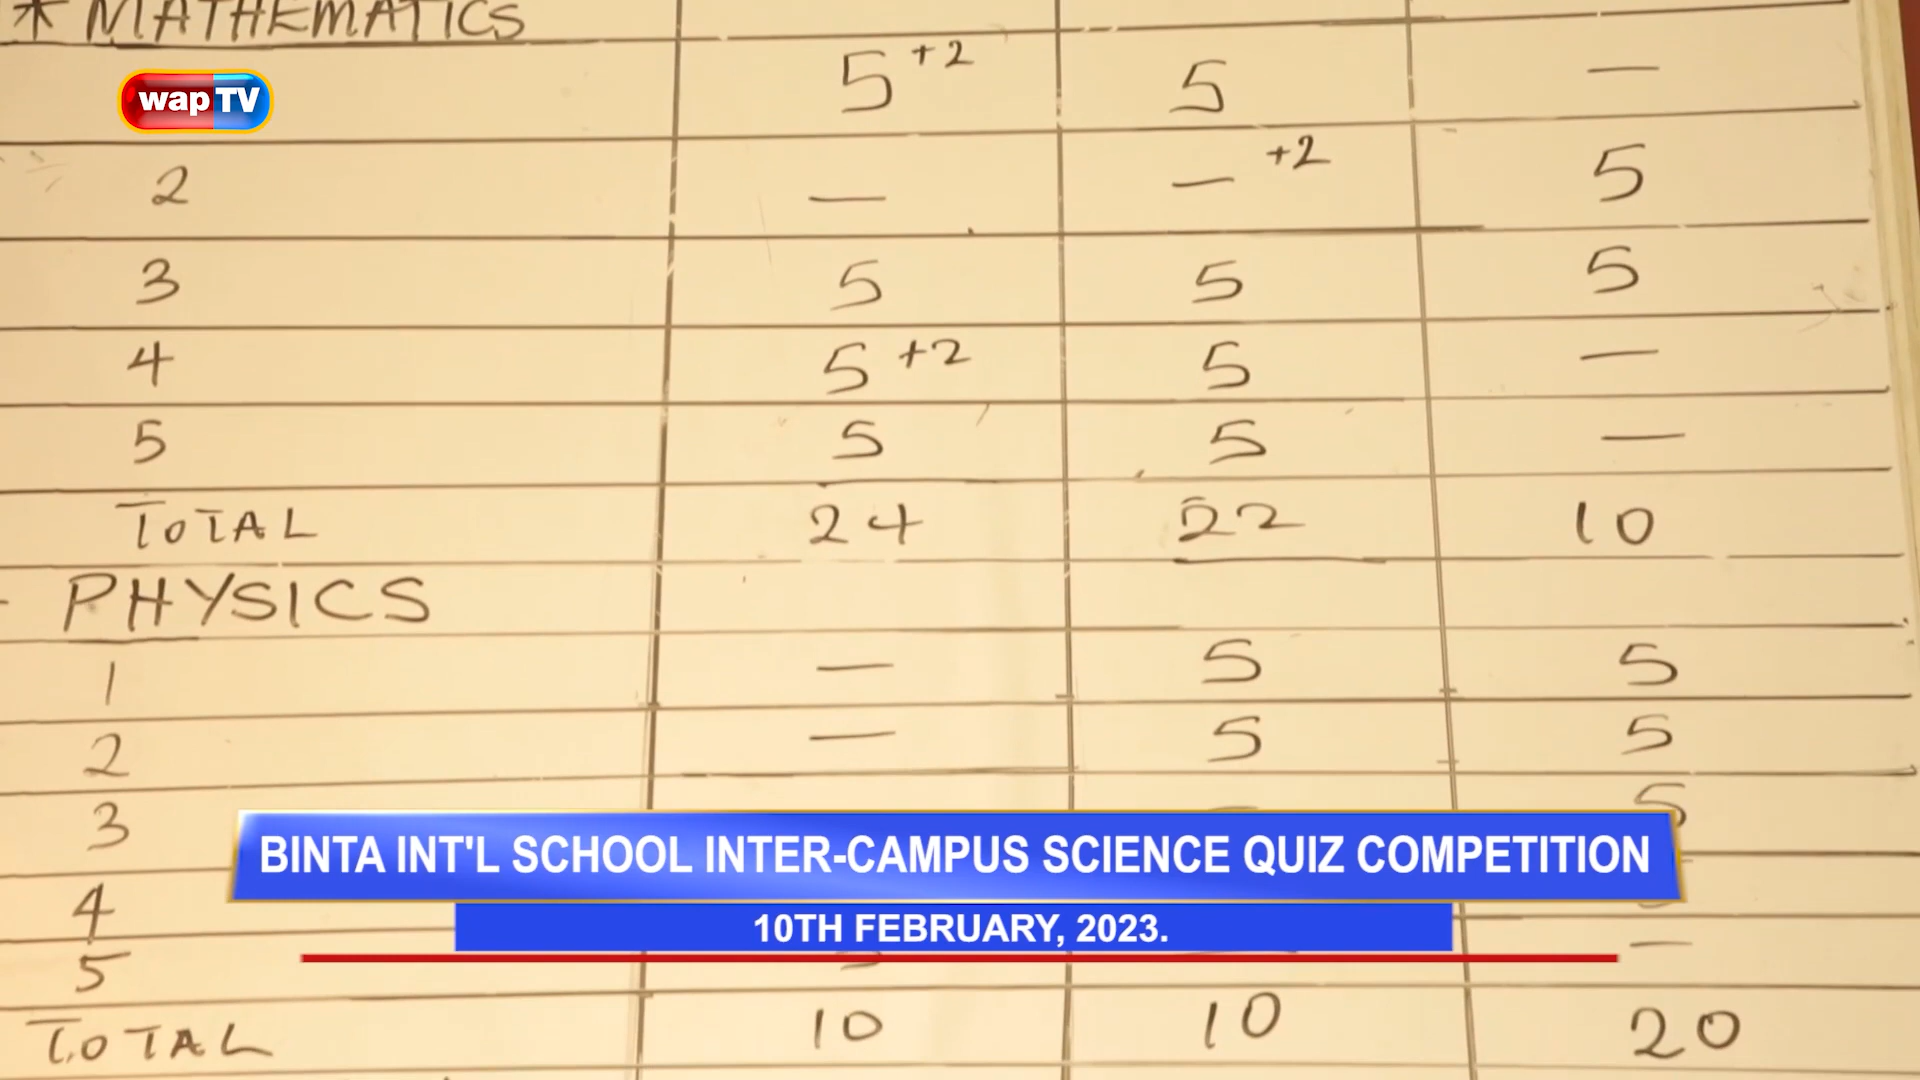 * MATHEMATICS
wapTV
5 +2 5 —
2 — — +2 5
3 5 5 5
4 5 +2 5 —
5 5 5 —
TOTAL 24 22 10
PHYSICS
1 — 5 5
2 — 5 5
3 5
BINTA INT'L SCHOOL INTER-CAMPUS SCIENCE QUIZ COMPETITION
4
10TH FEBRUARY, 2023.
5 —
TOTAL 10 10 20